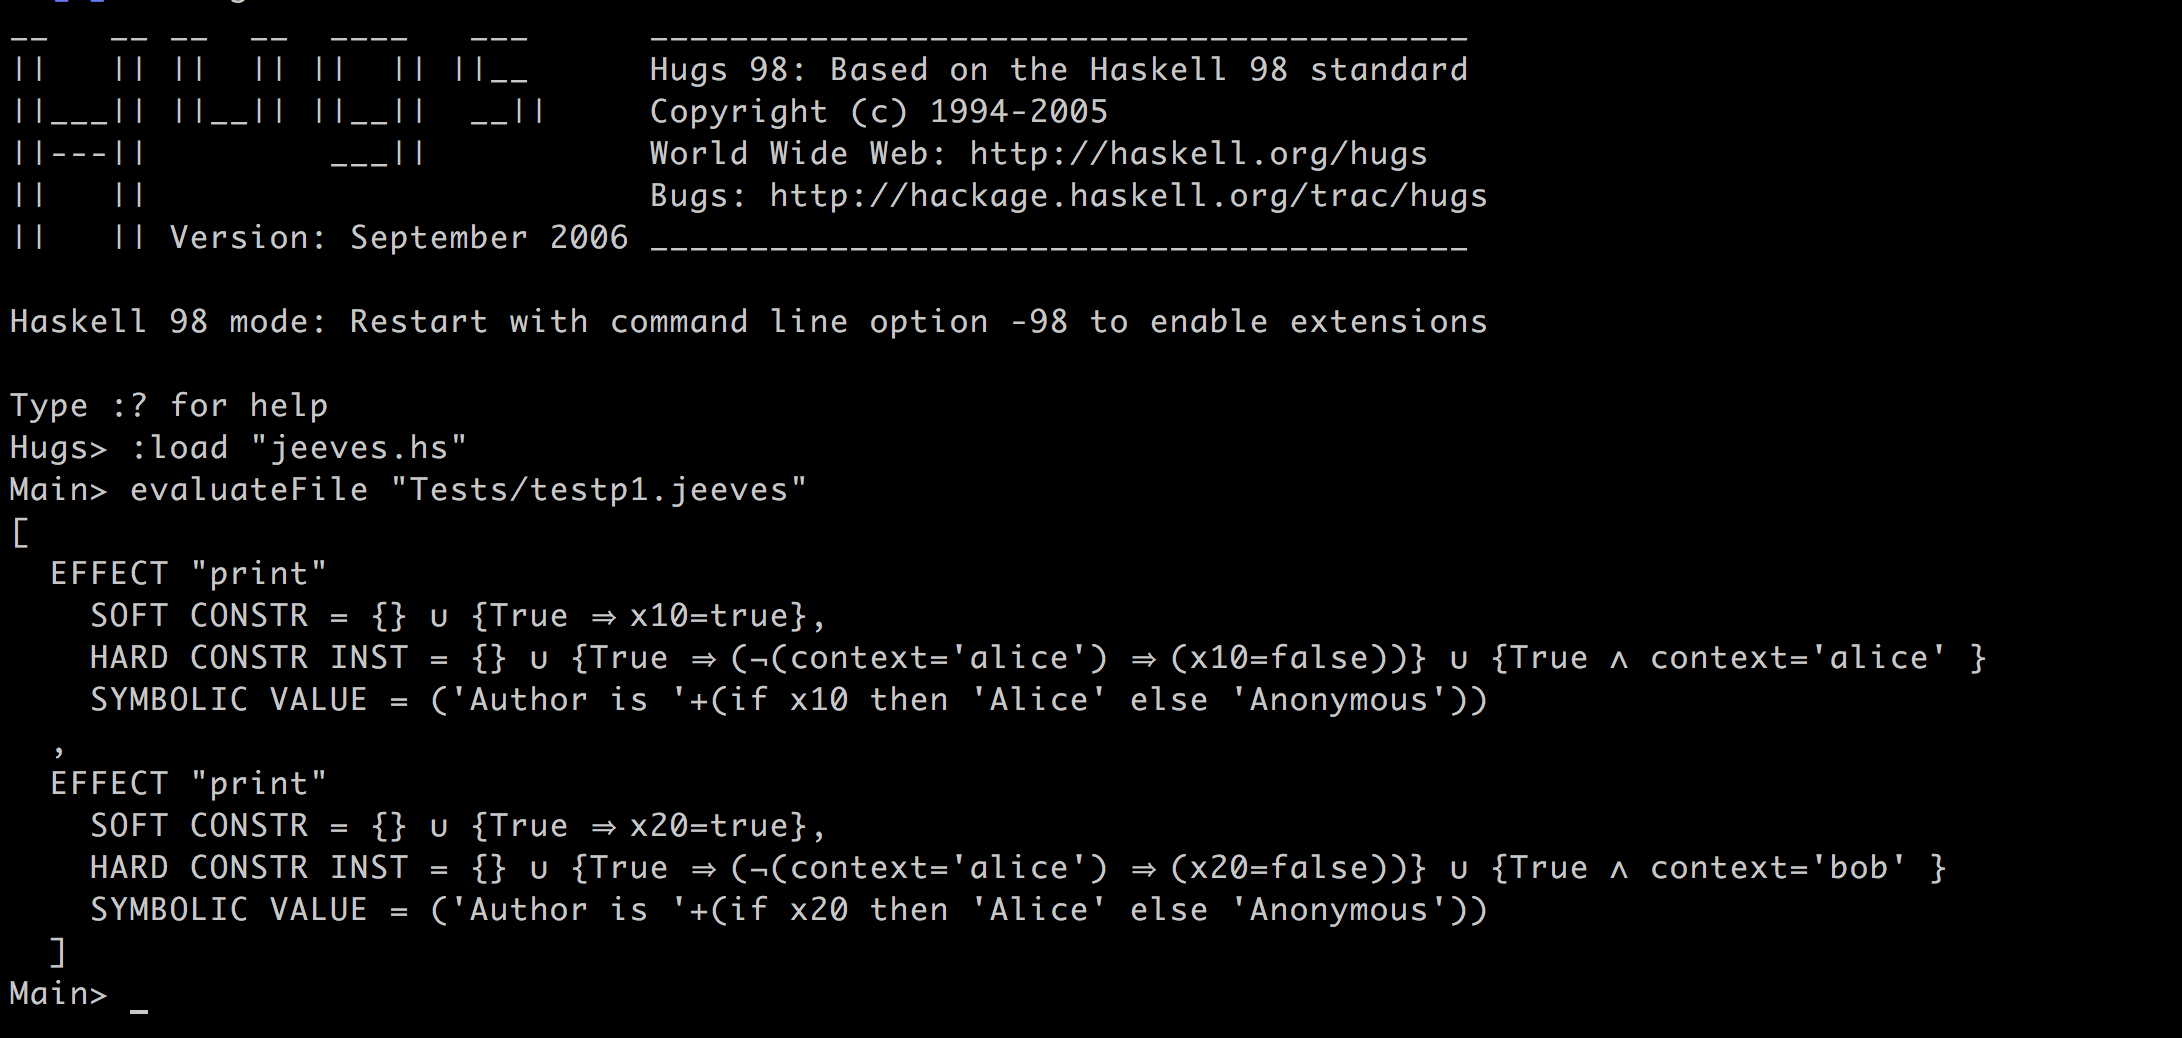 __   __ __  __  ____   ___      _________________________________________
||   || ||  || ||  || ||__      Hugs 98: Based on the Haskell 98 standard
||___|| ||__|| ||__||  __||     Copyright (c) 1994-2005
||---||         ___||           World Wide Web: http://haskell.org/hugs
||   ||                         Bugs: http://hackage.haskell.org/trac/hugs
||   || Version: September 2006 _________________________________________
Haskell 98 mode: Restart with command line option -98 to enable extensions
Type :? for help
Hugs> :load "jeeves.hs"
Main> evaluateFile "Tests/testp1.jeeves"
[
  EFFECT "print"
    SOFT CONSTR = {} ∪ {True ⇒ x10=true},
    HARD CONSTR INST = {} ∪ {True ⇒ (¬(context='alice') ⇒ (x10=false))} ∪ {True ∧ context='alice' }
    SYMBOLIC VALUE = ('Author is '+(if x10 then 'Alice' else 'Anonymous'))
  ,
  EFFECT "print"
    SOFT CONSTR = {} ∪ {True ⇒ x20=true},
    HARD CONSTR INST = {} ∪ {True ⇒ (¬(context='alice') ⇒ (x20=false))} ∪ {True ∧ context='bob' }
    SYMBOLIC VALUE = ('Author is '+(if x20 then 'Alice' else 'Anonymous'))
  ]
Main> _